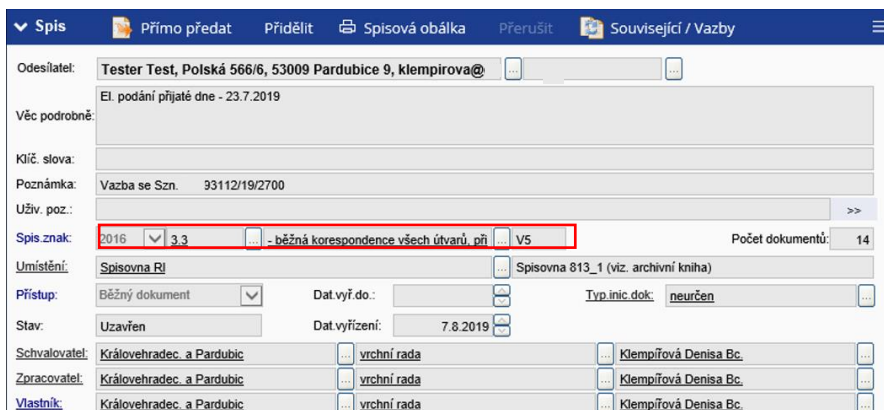 Spis Přímo předat Přidělit Spisová obálka Přerušit Související / Vazby
Odesílatel: Tester Test, Polská 566/6, 53009 Pardubice 9, klempirova@ ... ...
El. podání přijaté dne - 23.7.2019
Věc podrobně:
Klíč. slova:
Poznámka: Vazba se Szn. 93112/19/2700
Uživ. poz.: >>
Spis.znak: 2016 3.3 ... - běžná korespondence všech útvarů, při ... V5 Počet dokumentů: 14
Umístění: Spisovna RI ... Spisovna 813_1 (viz. archivní kniha)
Přístup: Běžný dokument Dat.vyř.do.: Typ.inic.dok: neurčen ...
Stav: Uzavřen Dat.vyřízení: 7.8.2019
Schvalovatel: Královehradec. a Pardubic ... vrchní rada ... Klempířová Denisa Bc. ...
Zpracovatel: Královehradec. a Pardubic ... vrchní rada ... Klempířová Denisa Bc. ...
Vlastník: Královehradec. a Pardubic ... vrchní rada ... Klempířová Denisa Bc. ...